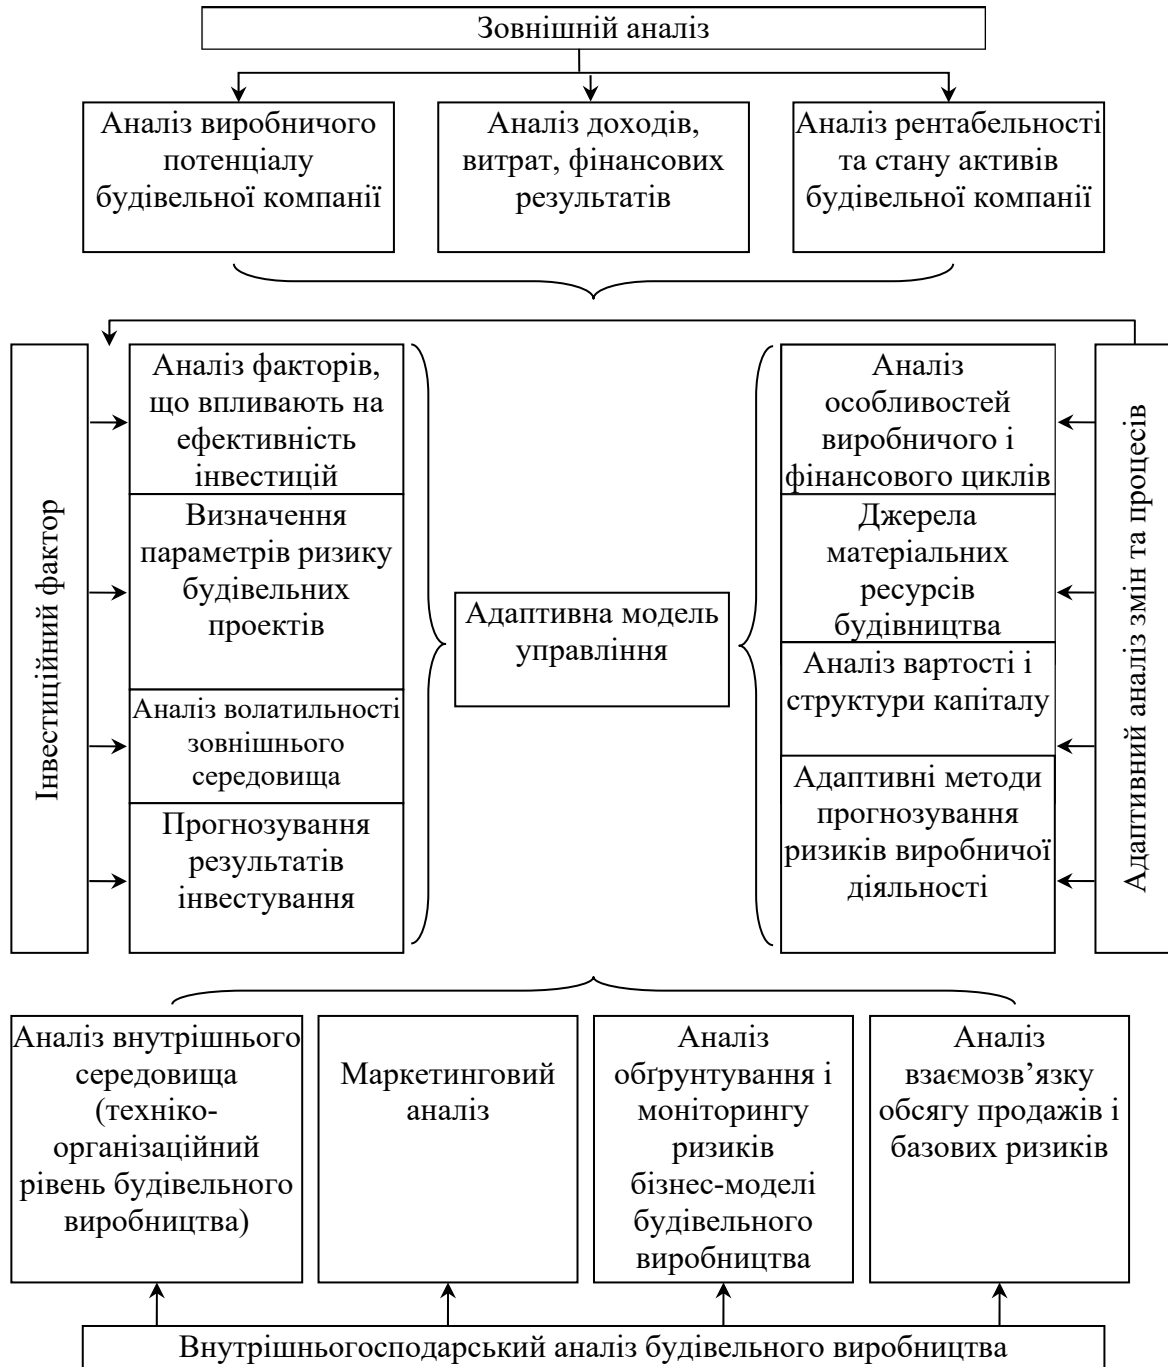 Зовнішній аналіз
Аналіз виробничого
потенціалу
будівельної компанії
Аналіз доходів,
витрат, фінансових
результатів
Аналіз рентабельності
та стану активів
будівельної компанії
Інвестиційний фактор
Аналіз факторів,
що впливають на
ефективність
інвестицій
Визначення
параметрів ризику
будівельних
проектів
Аналіз волатильності
зовнішнього
середовища
Прогнозування
результатів
інвестування
Адаптивна модель
управління
Аналіз
особливостей
виробничого і
фінансового циклів
Джерела
матеріальних
ресурсів
будівництва
Аналіз вартості і
структури капіталу
Адаптивні методи
прогнозування
ризиків виробничої
діяльності
Адаптивний аналіз змін та процесів
Аналіз внутрішнього
середовища
(техніко-
організаційний
рівень будівельного
виробництва)
Маркетинговий
аналіз
Аналіз
обґрунтування і
моніторингу
ризиків
бізнес-моделі
будівельного
виробництва
Аналіз
взаємозв’язку
обсягу продажів і
базових ризиків
Внутрішньогосподарський аналіз будівельного виробництва